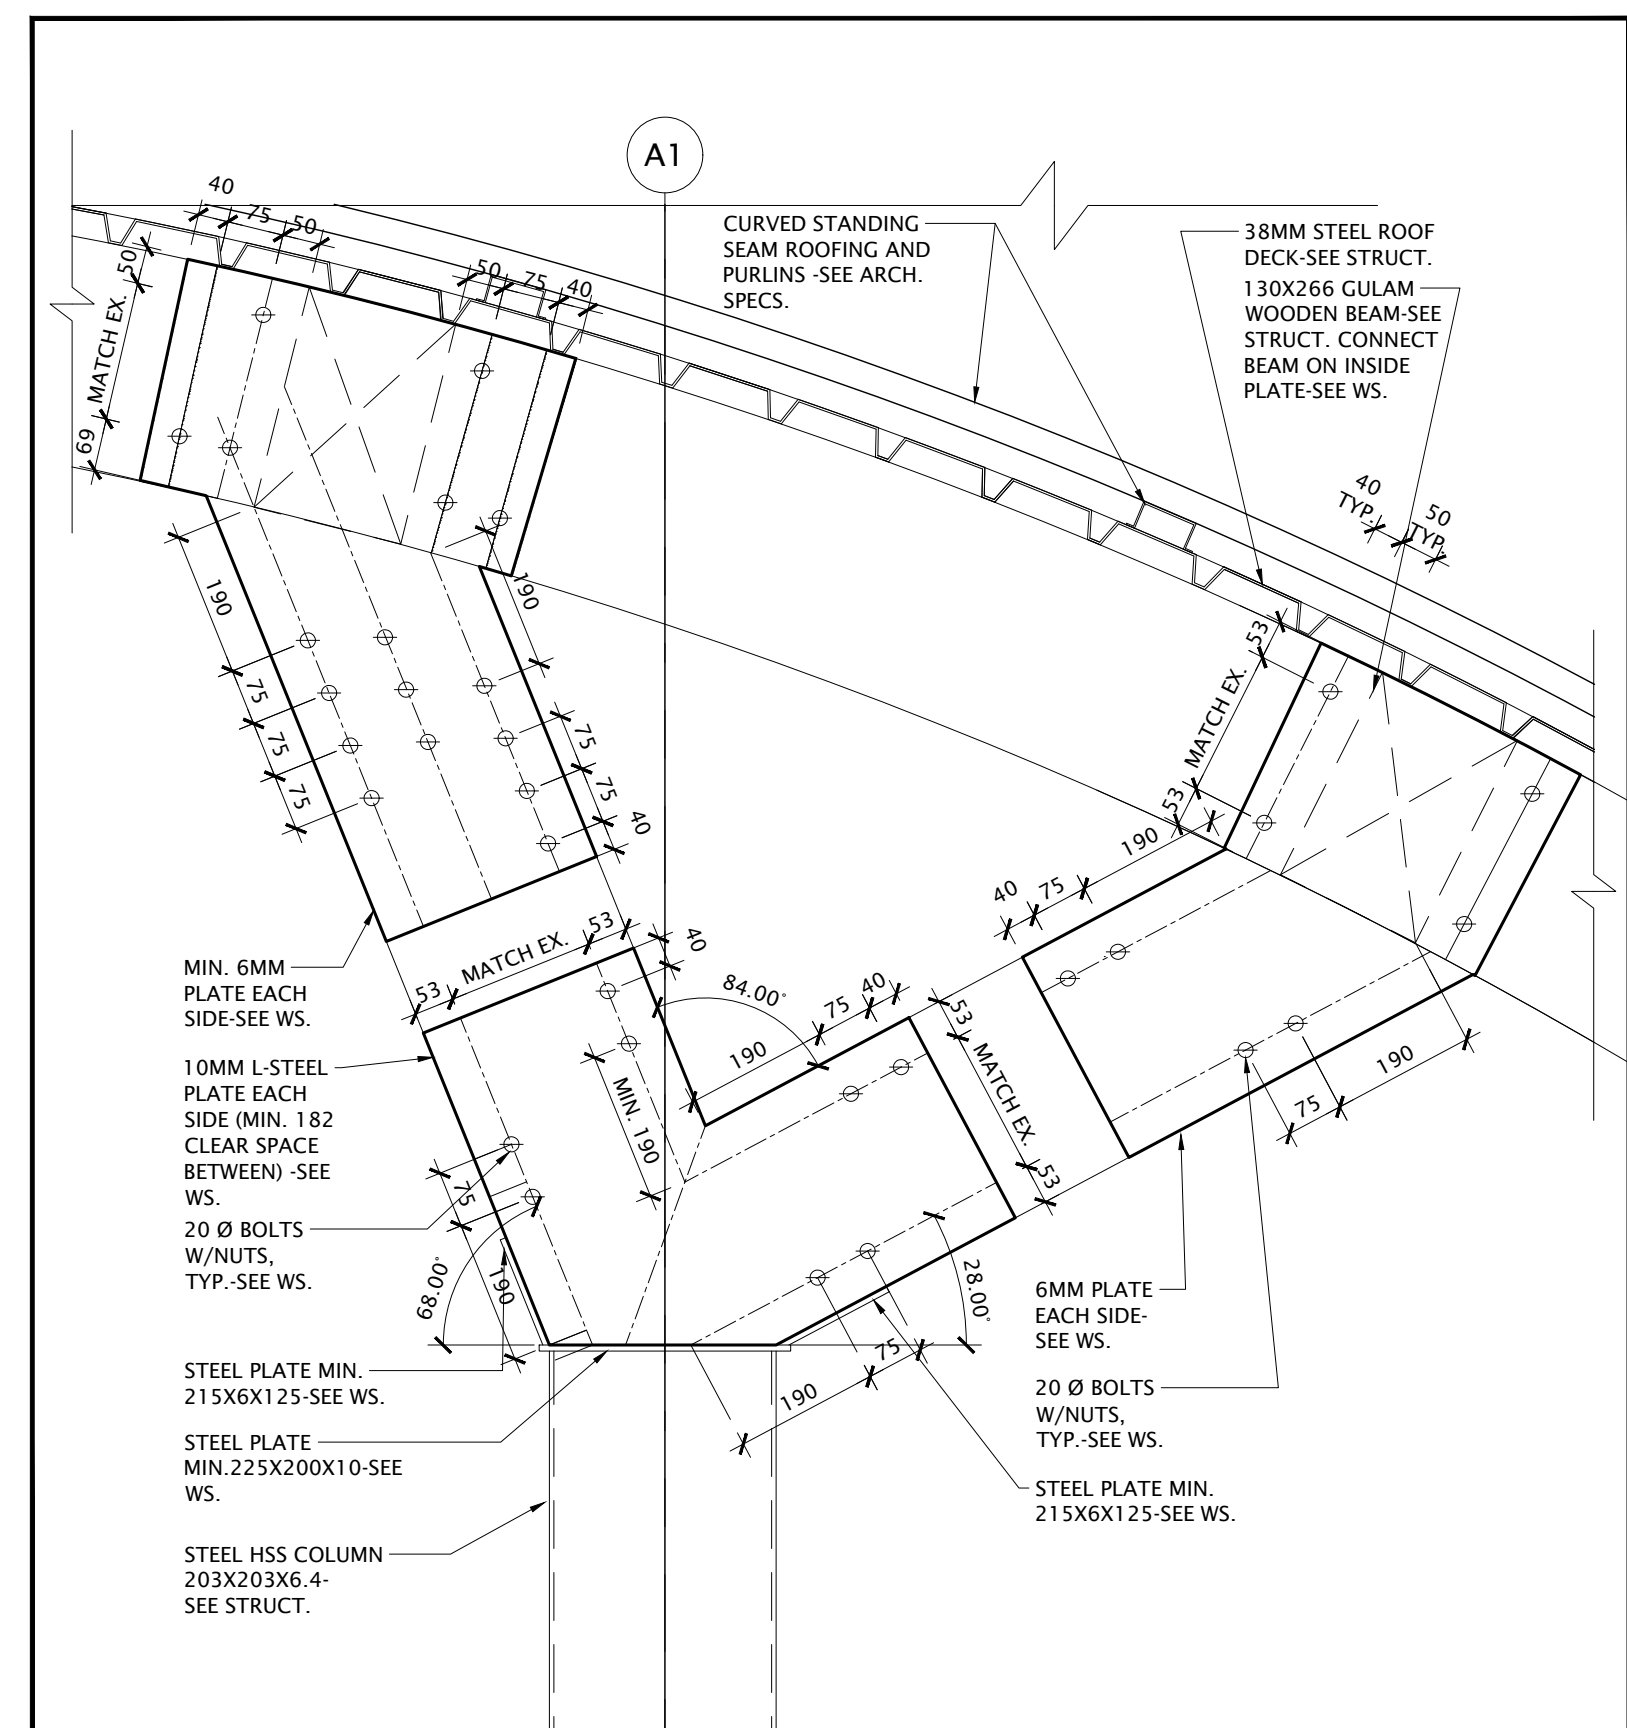 A1
40
75
50
50
75
40
50
MATCH EX.
69
CURVED STANDING
SEAM ROOFING AND
PURLINS -SEE ARCH.
SPECS.
38MM STEEL ROOF
DECK-SEE STRUCT.
130X266 GULAM
WOODEN BEAM-SEE
STRUCT. CONNECT
BEAM ON INSIDE
PLATE-SEE WS.
40
TYP.
50
TYP.
190
75
75
75
190
75
75
40
53
MATCH EX.
53
190
75
40
MIN. 6MM
PLATE EACH
SIDE-SEE WS.
53
MATCH EX.
53
40
84.00°
190
75
40
53
MATCH EX.
53
MIN. 190
10MM L-STEEL
PLATE EACH
SIDE (MIN. 182
CLEAR SPACE
BETWEEN) -SEE
WS.
20 Ø BOLTS
W/NUTS,
TYP.-SEE WS.
75
190
68.00°
28.00°
75
190
190
75
6MM PLATE
EACH SIDE-
SEE WS.
20 Ø BOLTS
W/NUTS,
TYP.-SEE WS.
STEEL PLATE MIN.
215X6X125-SEE WS.
STEEL PLATE MIN.
215X6X125-SEE WS.
STEEL PLATE
MIN.225X200X10-SEE
WS.
STEEL HSS COLUMN
203X203X6.4-
SEE STRUCT.